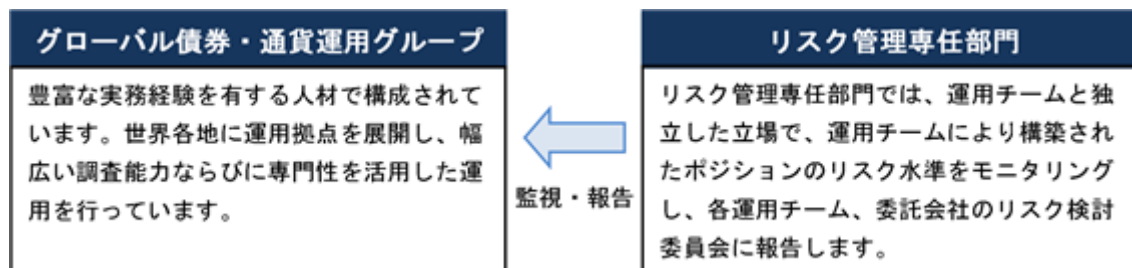 グローバル債券・通貨運用グループ
豊富な実務経験を有する人材で構成されて
います。世界各地に運用拠点を展開し、幅
広い調査能力ならびに専門性を活用した運
用を行っています。
監視・報告
リスク管理専任部門
リスク管理専任部門では、運用チームと独
立した立場で、運用チームにより構築され
たポジションのリスク水準をモニタリング
し、各運用チーム、委託会社のリスク検討
委員会に報告します。